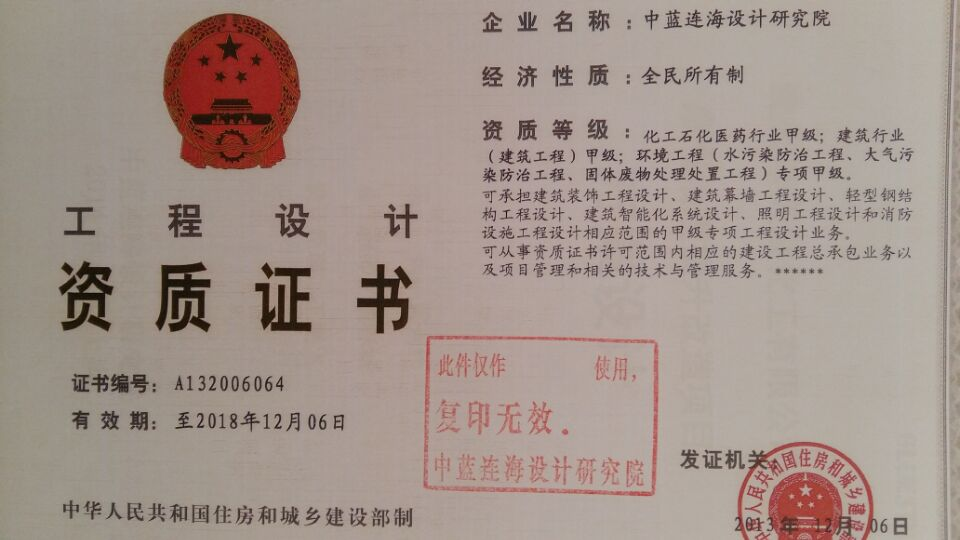 企业名称：中蓝连海设计研究院
经济性质：全民所有制
资质等级：化工石化医药行业甲级；建筑行业
（建筑工程）甲级；环境工程（水污染防治工程、大气污
染防治工程、固体废物处理处置工程）专项甲级。
可承担建筑装饰工程设计、建筑幕墙工程设计、轻型钢结
构工程设计、建筑智能化系统设计、照明工程设计和消防
设施工程设计相应范围的甲级专项工程设计业务。
可从事资质证书许可范围内相应的建设工程总承包业务以
及项目管理和相关的技术与管理服务。******
工程设计
资质证书
证书编号：A132006064
有效期：至2018年12月06日
中华人民共和国住房和城乡建设部制
此件仅作 使用，
复印无效．
中蓝连海设计研究院
发证机关
中华人民共和国住房和城乡建设
2013年12月06日